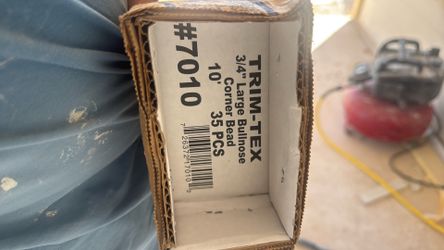 TRIM-TEX
3/4" Large Bullnose
Corner Bead
10' 35 PCS
#7010